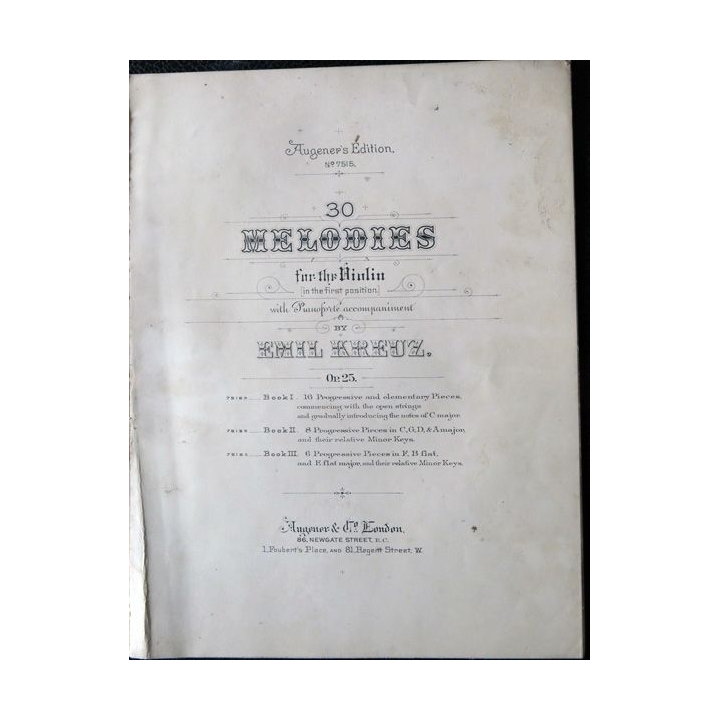 Augener's Edition,
No 7515.
30
MELODIES
for the Violin
(in the first position)
with Pianoforte accompaniment
BY
EMIL KREUZ.
Op. 25.
PRICE Book I. 16 Progressive and elementary Pieces,
commencing with the open strings
and gradually introducing the notes of C major.
PRICE Book II. 8 Progressive Pieces in C, G, D, & A major,
and their relative Minor Keys.
PRICE Book III. 6 Progressive Pieces in F, B flat,
and E flat major, and their relative Minor Keys.
Augener & Co. London,
86, NEWGATE STREET, E.C.
1, Foubert's Place, AND 81, Regent Street, W.